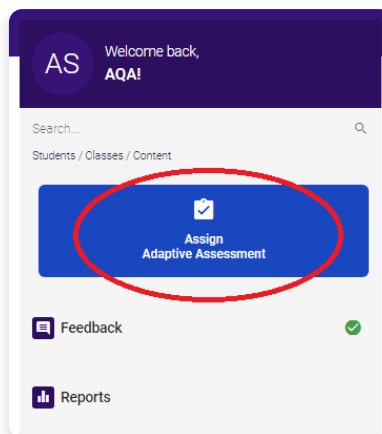 AS
Welcome back,
AQA!
Search...
Students / Classes / Content
Assign
Adaptive Assessment
Feedback
Reports